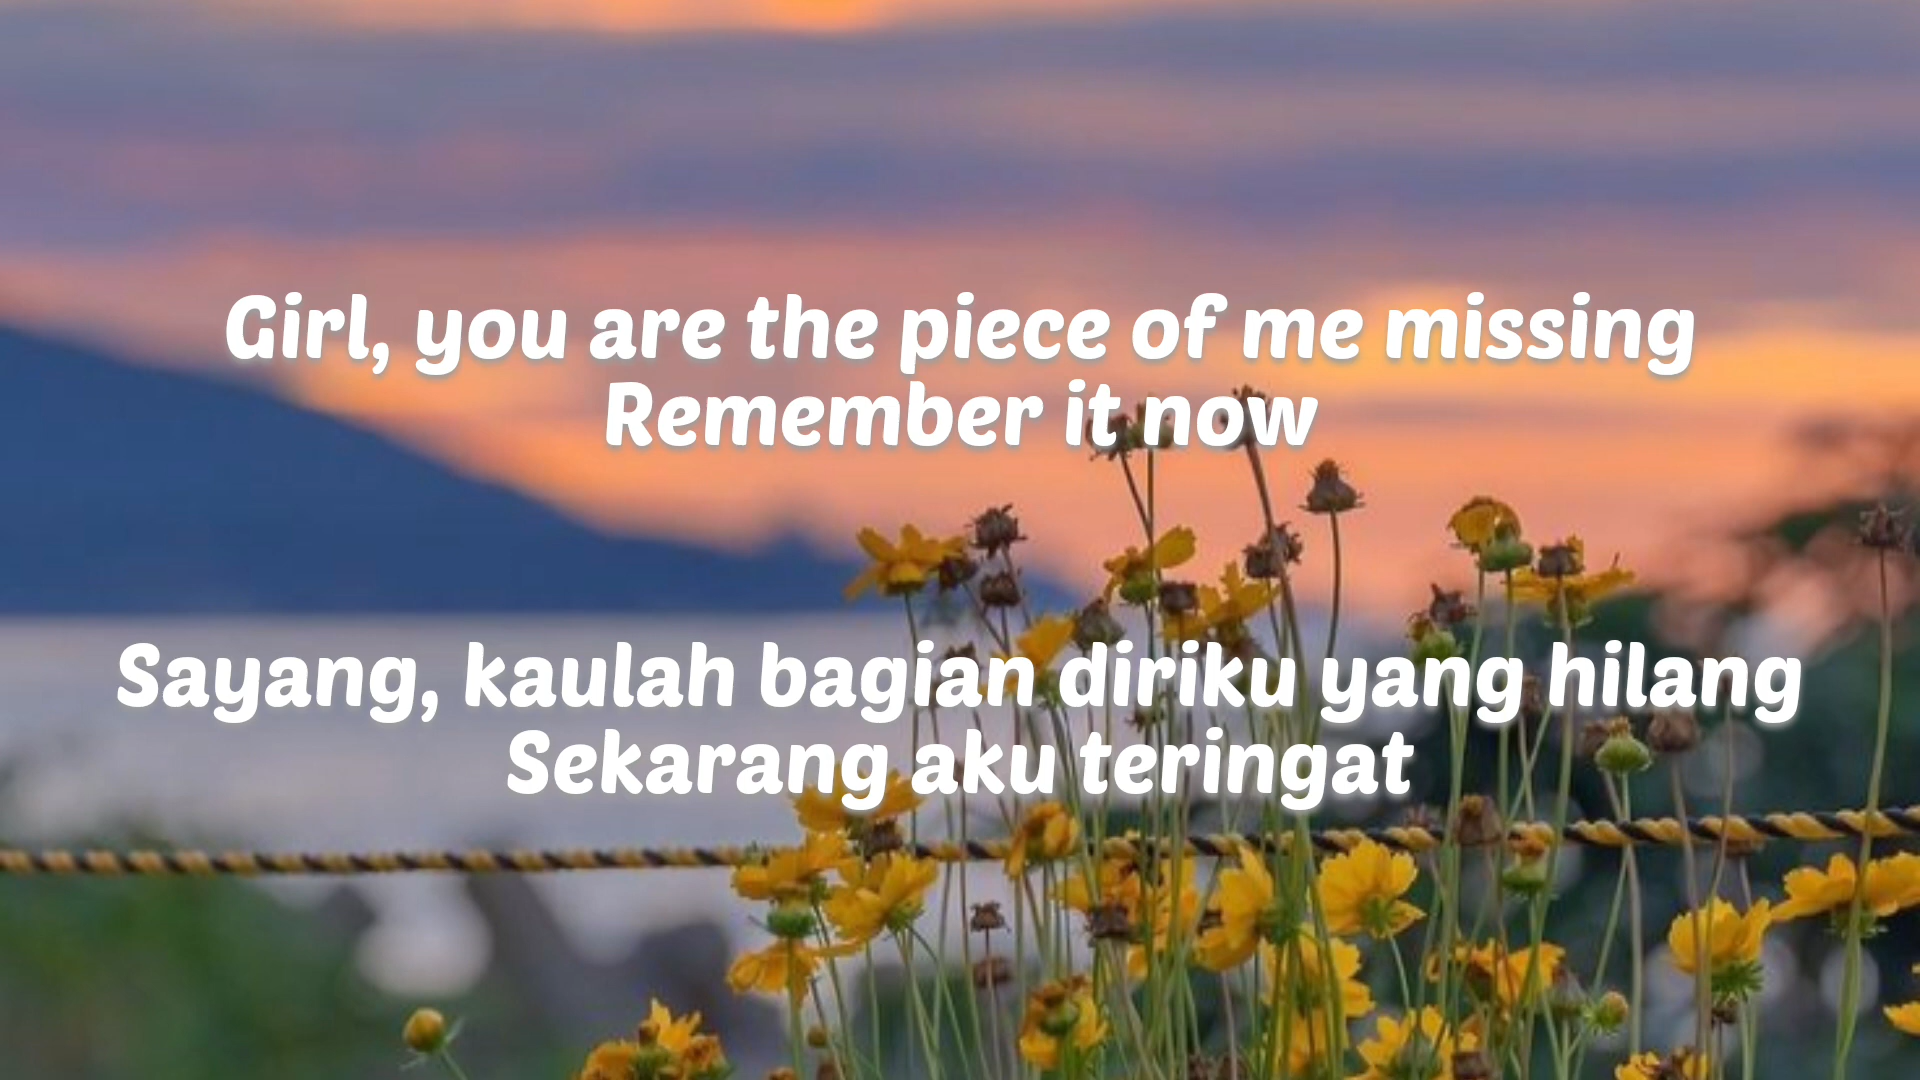 Girl, you are the piece of me missing
Remember it now
Sayang, kaulah bagian diriku yang hilang
Sekarang aku teringat